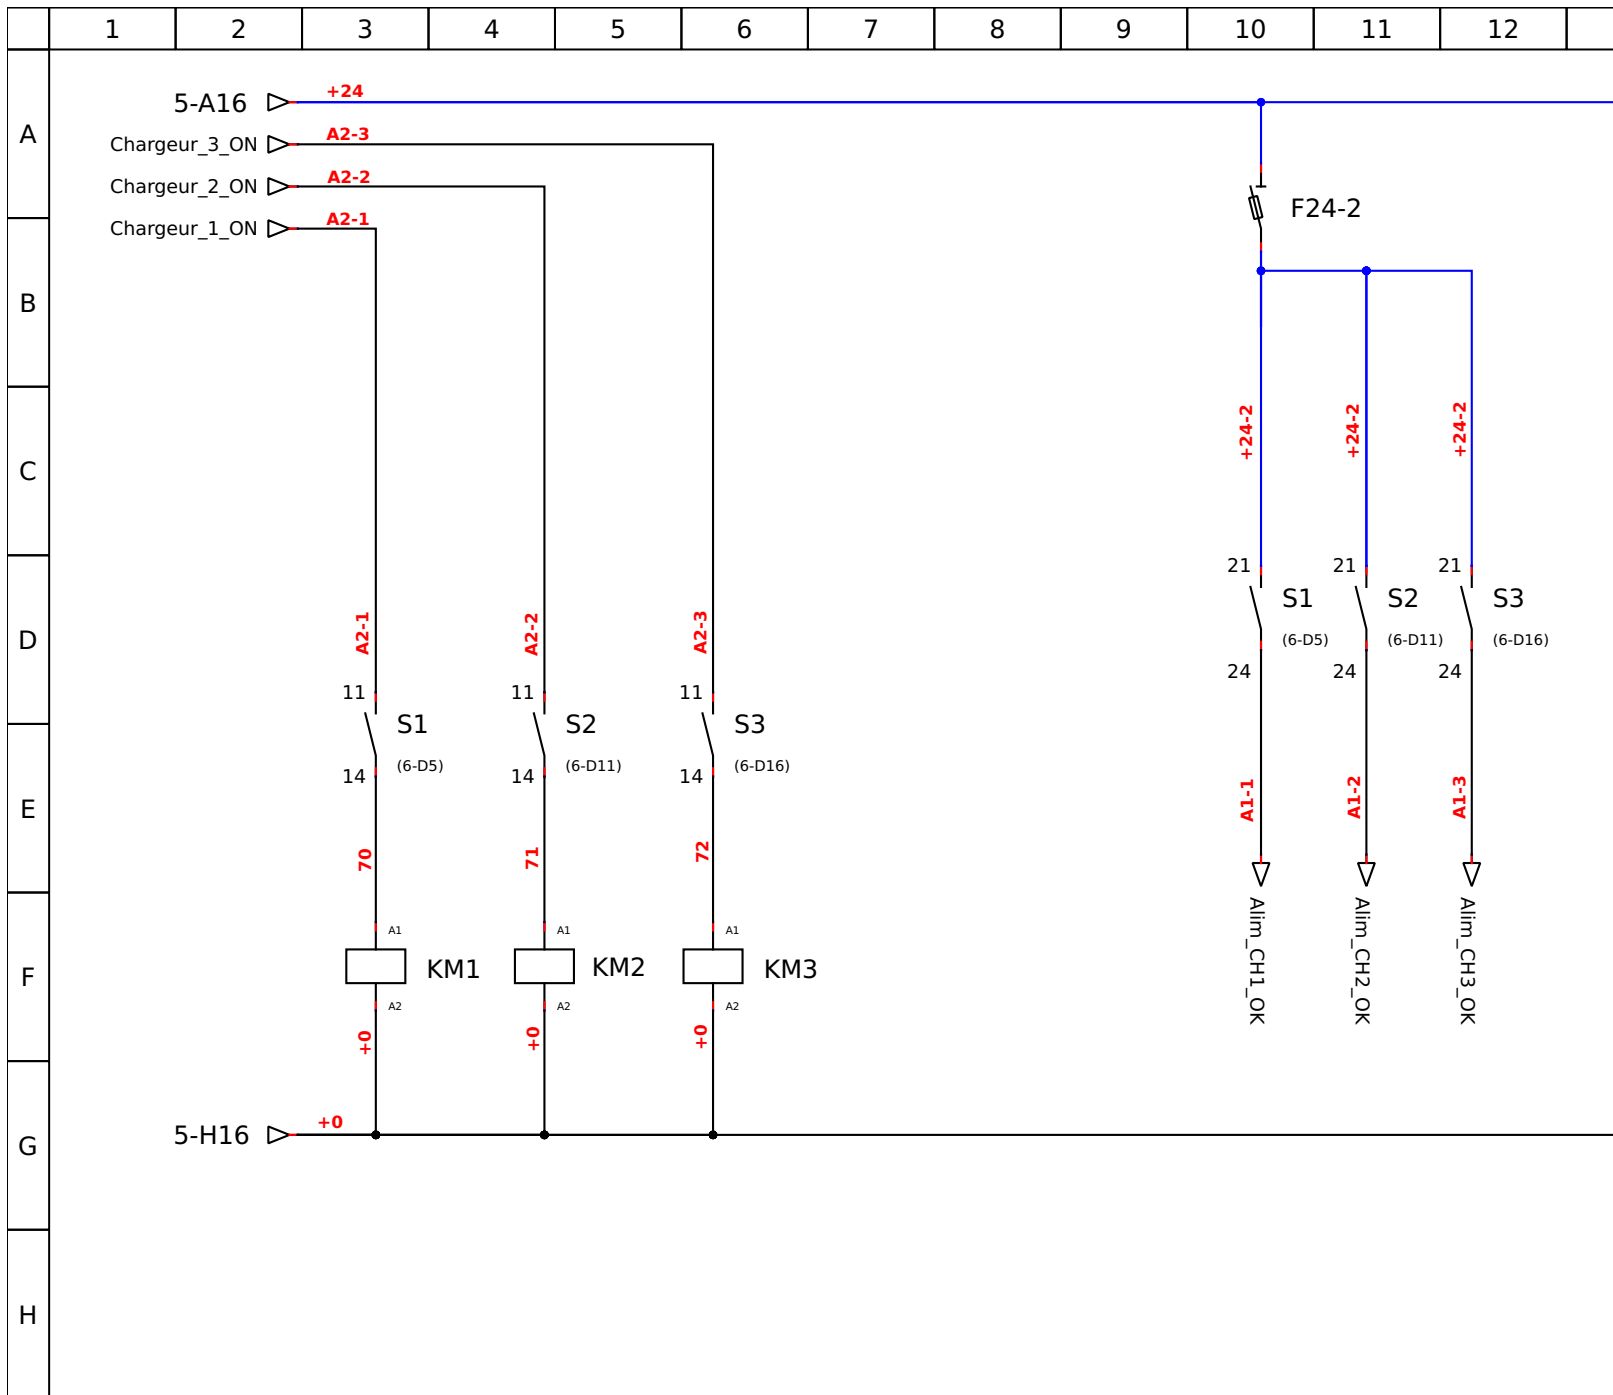 1 2 3 4 5 6 7 8 9 10 11 12
A
B
C
D
E
F
G
H
5-A16 +24
Chargeur_3_ON A2-3
Chargeur_2_ON A2-2
Chargeur_1_ON A2-1
F24-2
+24-2 +24-2 +24-2
21 S1 21 S2 21 S3
(6-D5) (6-D11) (6-D16)
24 24 24
A2-1 A2-2 A2-3
11 S1 11 S2 11 S3
14 (6-D5) 14 (6-D11) 14 (6-D16)
A1-1 A1-2 A1-3
70 71 72
Alim_CH1_OK Alim_CH2_OK Alim_CH3_OK
A1 A1 A1
KM1 KM2 KM3
A2 A2 A2
+0 +0 +0
5-H16 +0